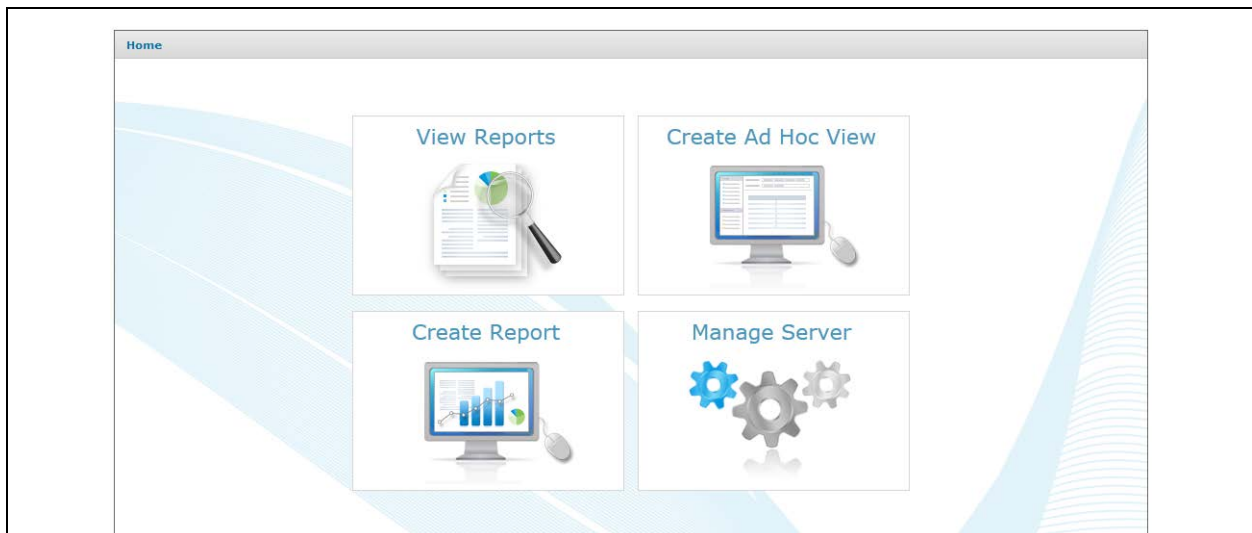 Home
View Reports
Create Ad Hoc View
Create Report
Manage Server